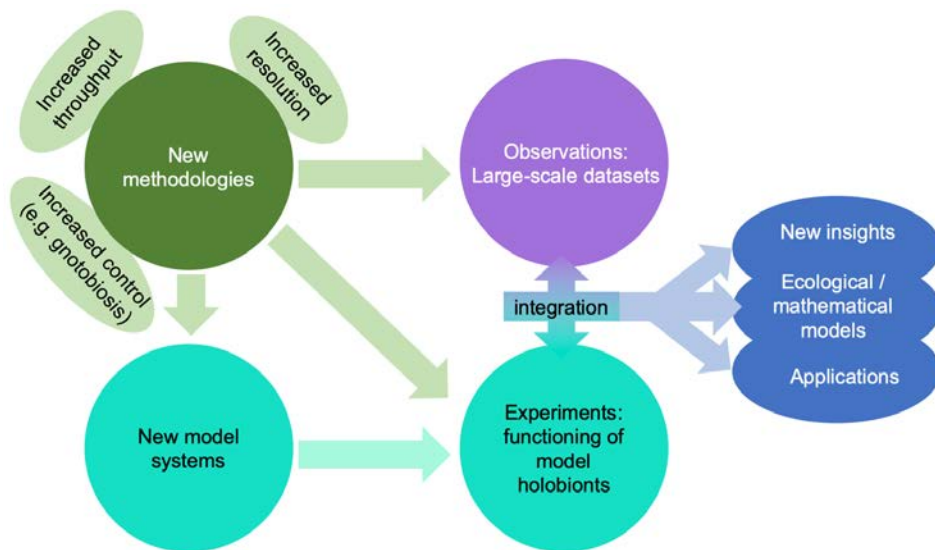 Increased
throughput
Increased
resolution
New
methodologies
Increased control
(e.g. gnotobiosis)
Observations:
Large-scale datasets
New insights
Ecological /
mathematical
models
Applications
integration
New model
systems
Experiments:
functioning of
model
holobionts